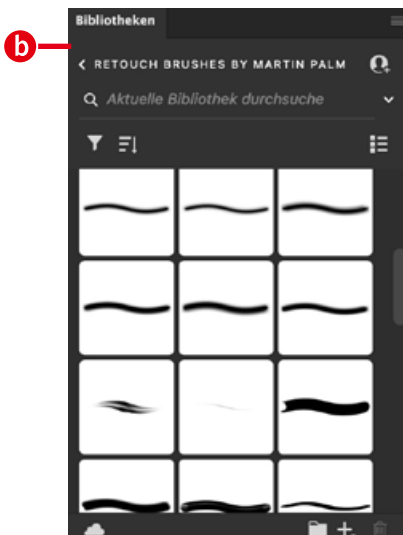 Bibliotheken
b
RETOUCH BRUSHES BY MARTIN PALM
Aktuelle Bibliothek durchsuche